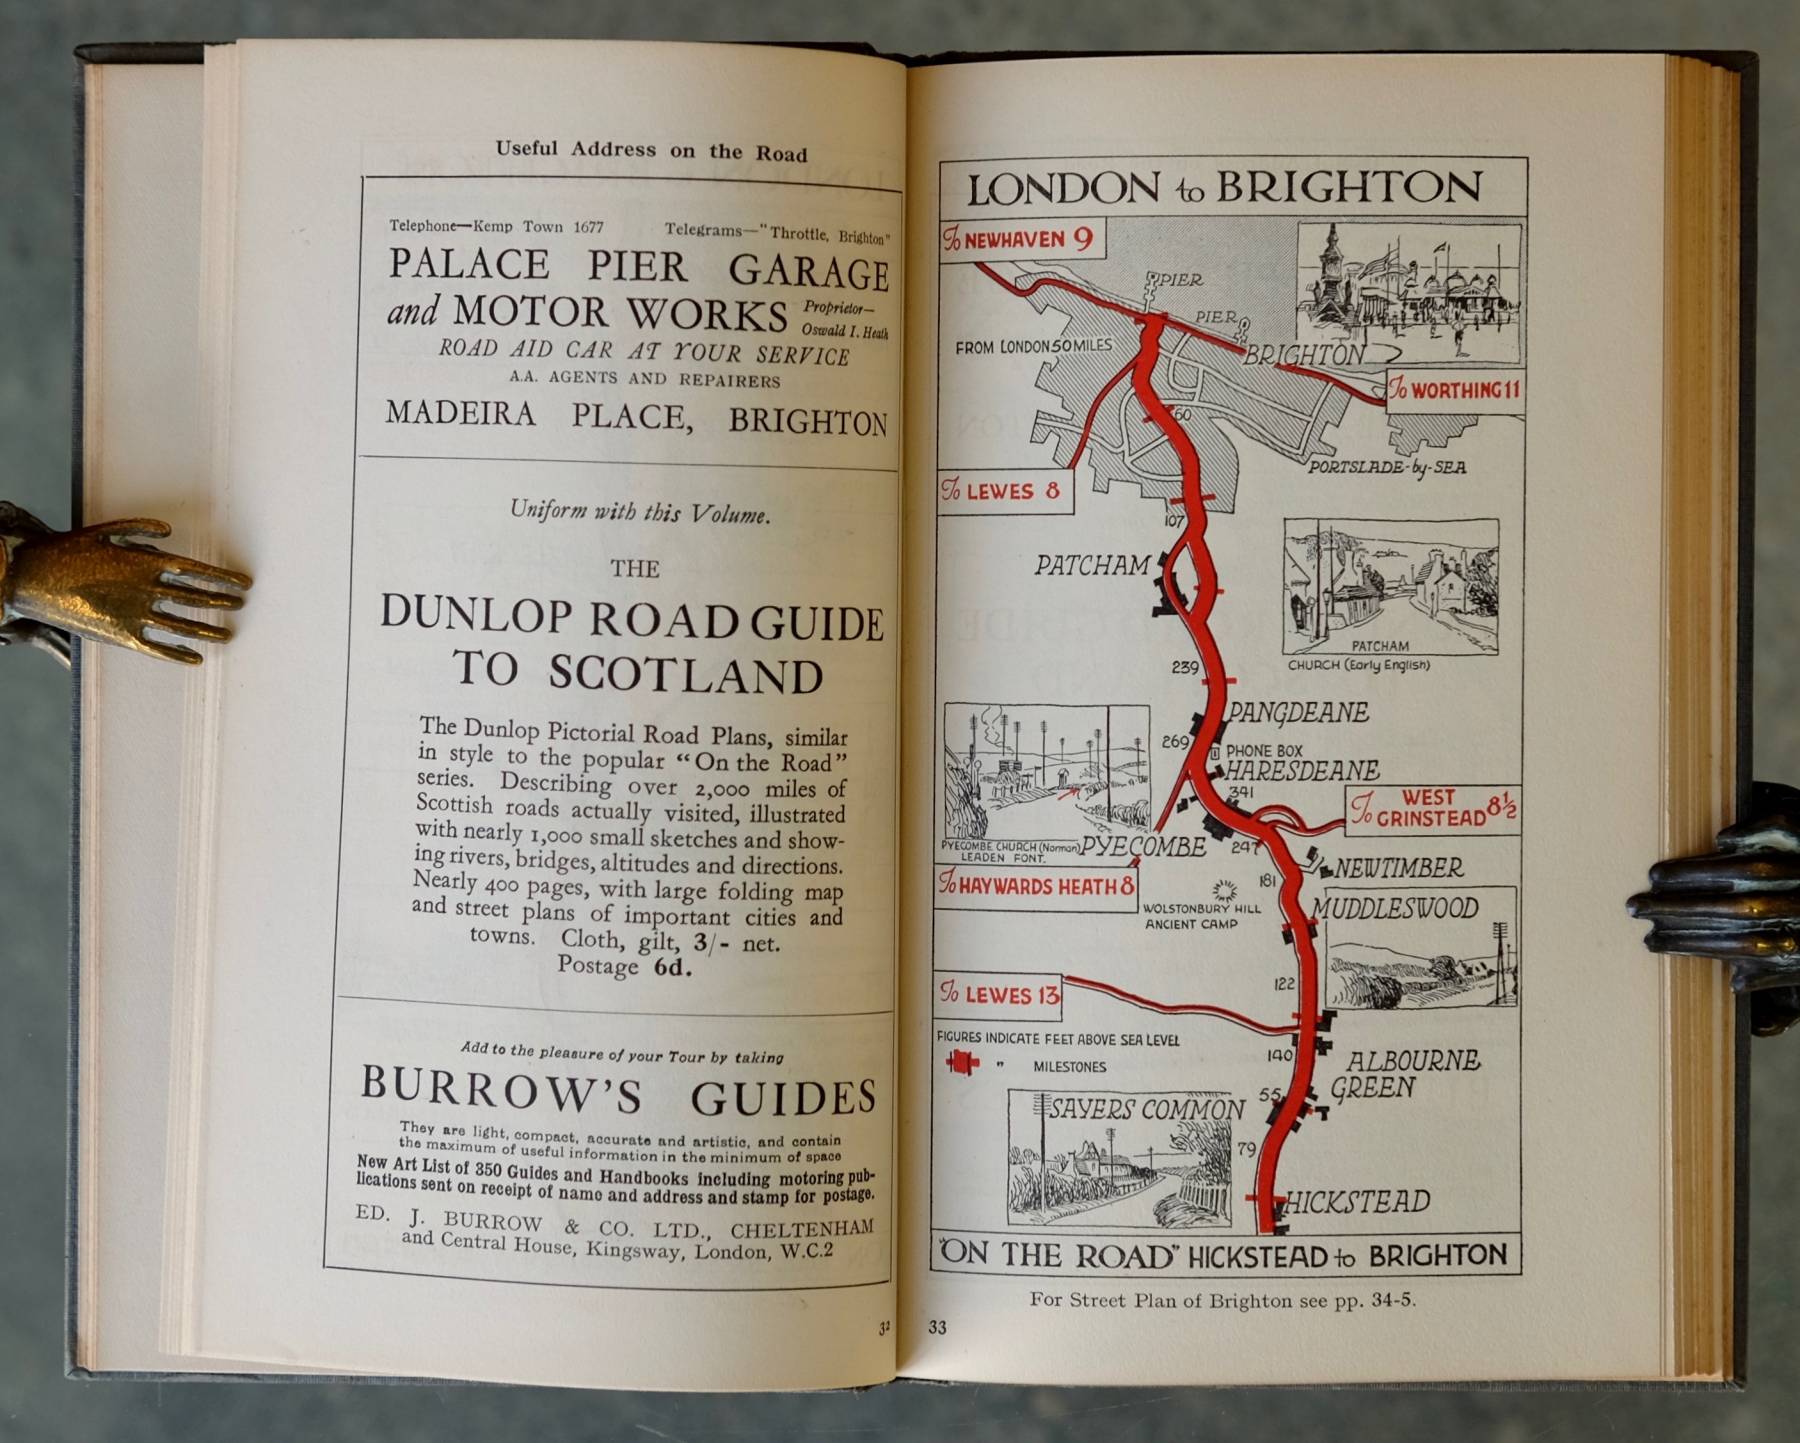 Useful Address on the Road
Telephone—Kemp Town 1677 Telegrams—"Throttle, Brighton"
PALACE PIER GARAGE
and MOTOR WORKS Proprietor—
Oswald I. Heath
ROAD AID CAR AT YOUR SERVICE
A.A. AGENTS AND REPAIRERS
MADEIRA PLACE, BRIGHTON
Uniform with this Volume.
THE
DUNLOP ROAD GUIDE
TO SCOTLAND
The Dunlop Pictorial Road Plans, similar
in style to the popular "On the Road"
series. Describing over 2,000 miles of
Scottish roads actually visited, illustrated
with nearly 1,000 small sketches and show-
ing rivers, bridges, altitudes and directions.
Nearly 400 pages, with large folding map
and street plans of important cities and
towns. Cloth, gilt, 3/- net.
Postage 6d.
Add to the pleasure of your Tour by taking
BURROW'S GUIDES
They are light, compact, accurate and artistic, and contain
the maximum of useful information in the minimum of space
New Art List of 350 Guides and Handbooks including motoring pub-
lications sent on receipt of name and address and stamp for postage.
ED. J. BURROW & CO. LTD., CHELTENHAM
and Central House, Kingsway, London, W.C.2
32
LONDON to BRIGHTON
To NEWHAVEN 9
PIER
PIER
FROM LONDON 50 MILES
BRIGHTON
To WORTHING 11
60
PORTSLADE-by-SEA
To LEWES 8
107
PATCHAM
PATCHAM
CHURCH (Early English)
239
PANGDEANE
269
PHONE BOX
HARESDEANE
341
To WEST
GRINSTEAD 8½
PYECOMBE CHURCH (Norman)
LEADEN FONT.
PYECOMBE
247
NEWTIMBER
To HAYWARDS HEATH 8
181
WOLSTONBURY HILL
ANCIENT CAMP
MUDDLESWOOD
To LEWES 13
122
FIGURES INDICATE FEET ABOVE SEA LEVEL
" MILESTONES
140
ALBOURNE
GREEN
55
SAYERS COMMON
79
HICKSTEAD
"ON THE ROAD" HICKSTEAD to BRIGHTON
For Street Plan of Brighton see pp. 34-5.
33